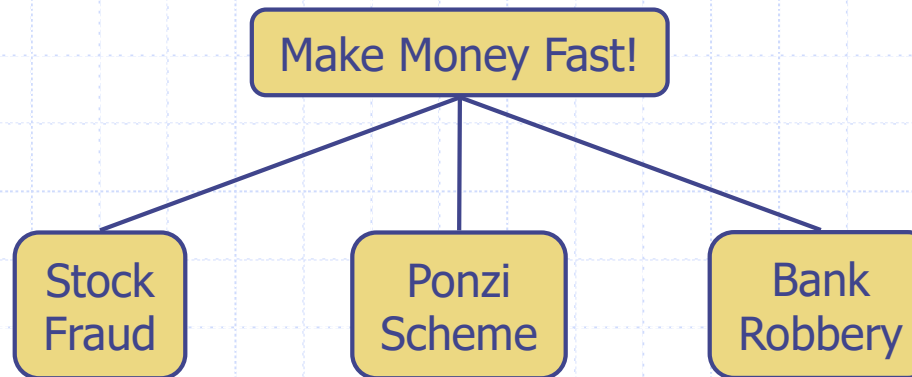 Make Money Fast!
Stock
Fraud
Ponzi
Scheme
Bank
Robbery